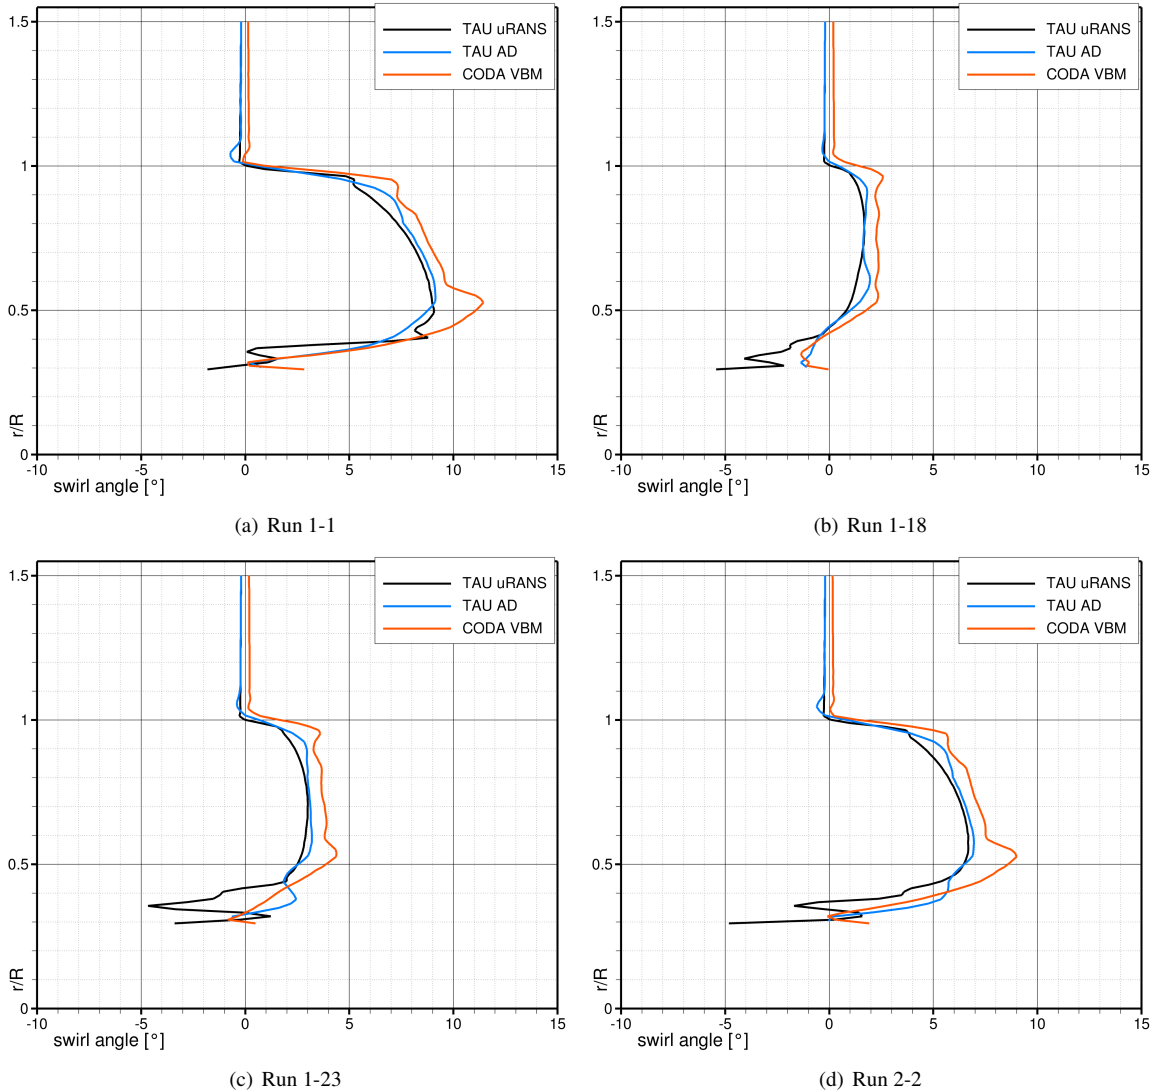 1.5
1
0.5
0
r/R
-10
-5
0
5
10
15
swirl angle [°]
TAU uRANS
TAU AD
CODA VBM
(a) Run 1-1
1.5
1
0.5
0
r/R
-10
-5
0
5
10
15
swirl angle [°]
TAU uRANS
TAU AD
CODA VBM
(b) Run 1-18
1.5
1
0.5
0
r/R
-10
-5
0
5
10
15
swirl angle [°]
TAU uRANS
TAU AD
CODA VBM
(c) Run 1-23
1.5
1
0.5
0
r/R
-10
-5
0
5
10
15
swirl angle [°]
TAU uRANS
TAU AD
CODA VBM
(d) Run 2-2